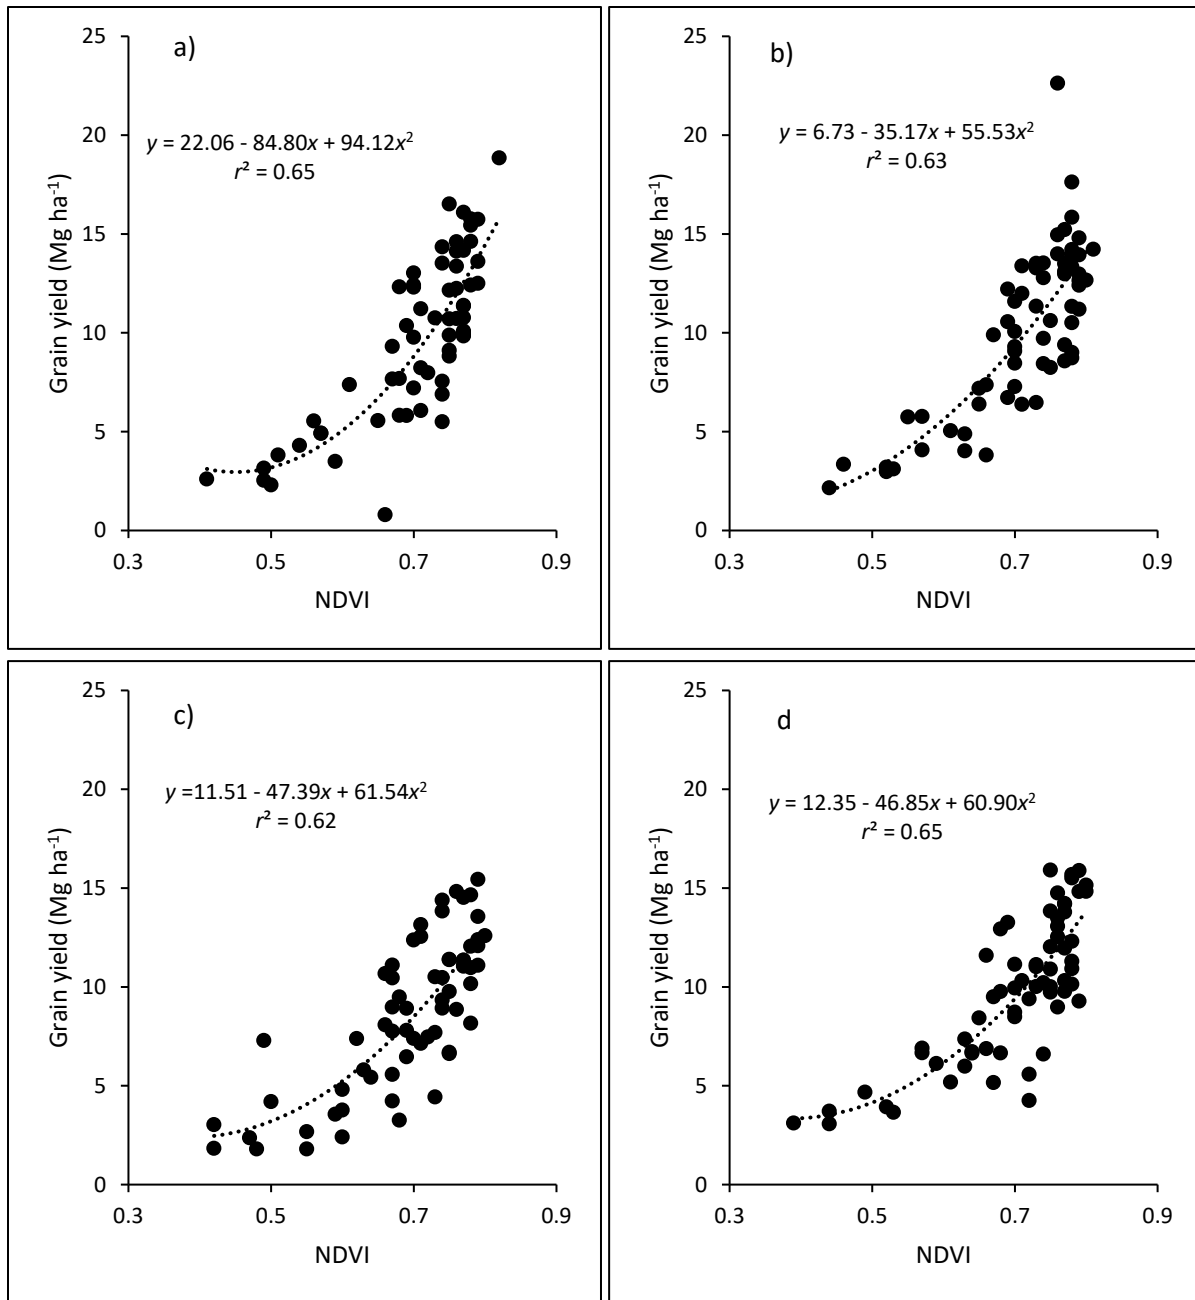 a)
y = 22.06 - 84.80x + 94.12x²
r² = 0.65
Grain yield (Mg ha⁻¹)
25
20
15
10
5
0
0.3 0.5 0.7 0.9
NDVI
b)
y = 6.73 - 35.17x + 55.53x²
r² = 0.63
Grain yield (Mg ha⁻¹)
25
20
15
10
5
0
0.3 0.5 0.7 0.9
NDVI
c)
y =11.51 - 47.39x + 61.54x²
r² = 0.62
Grain yield (Mg ha⁻¹)
25
20
15
10
5
0
0.3 0.5 0.7 0.9
NDVI
d
y = 12.35 - 46.85x + 60.90x²
r² = 0.65
Grain yield (Mg ha⁻¹)
25
20
15
10
5
0
0.3 0.5 0.7 0.9
NDVI